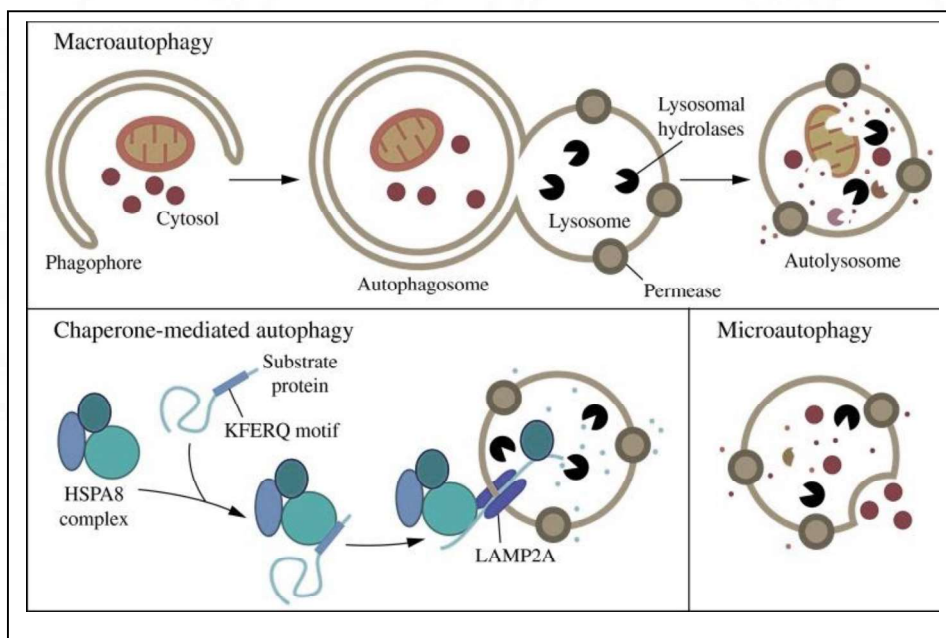 Macroautophagy
Phagophore
Cytosol
Autophagosome
Lysosome
Lysosomal
hydrolases
Permease
Autolysosome
Chaperone-mediated autophagy
HSPA8
complex
Substrate
protein
KFERQ motif
LAMP2A
Microautophagy